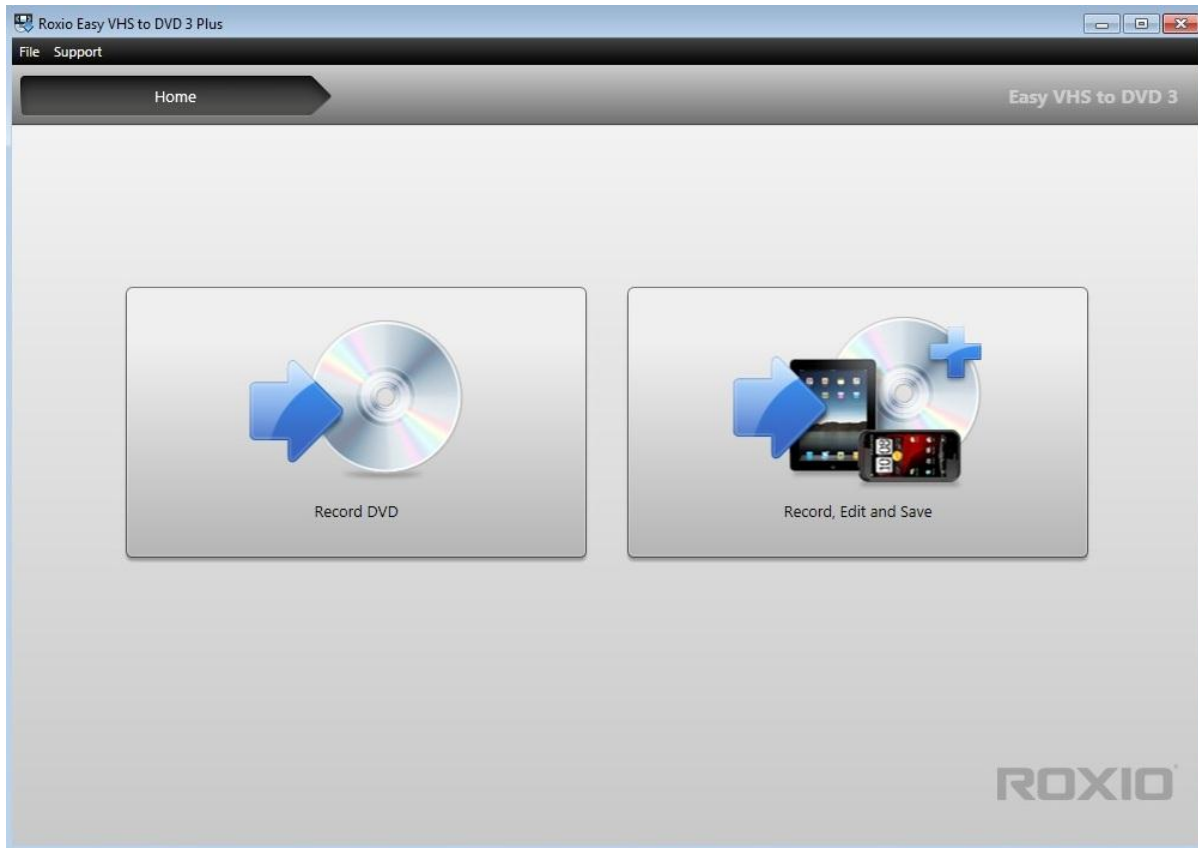 Roxio Easy VHS to DVD 3 Plus
File Support
Home
Easy VHS to DVD 3
Record DVD
Record, Edit and Save
ROXIO